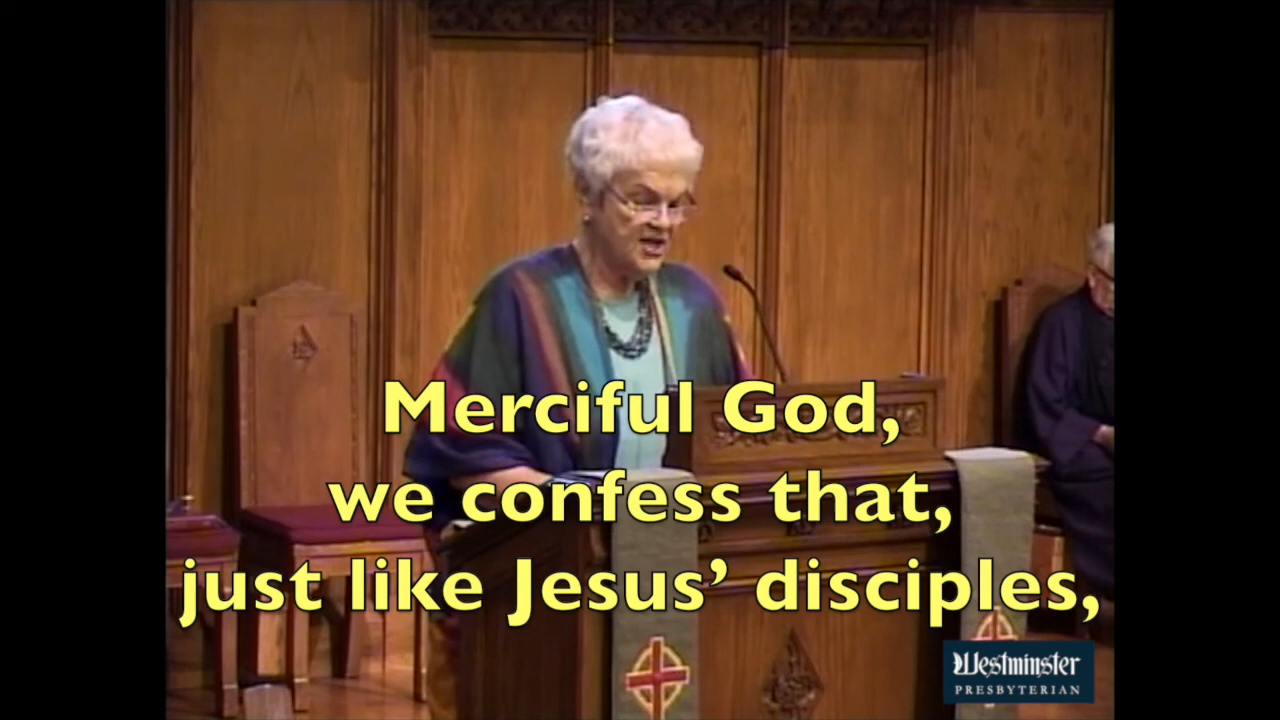 Merciful God,
we confess that,
just like Jesus’ disciples,
Westminster
PRESBYTERIAN